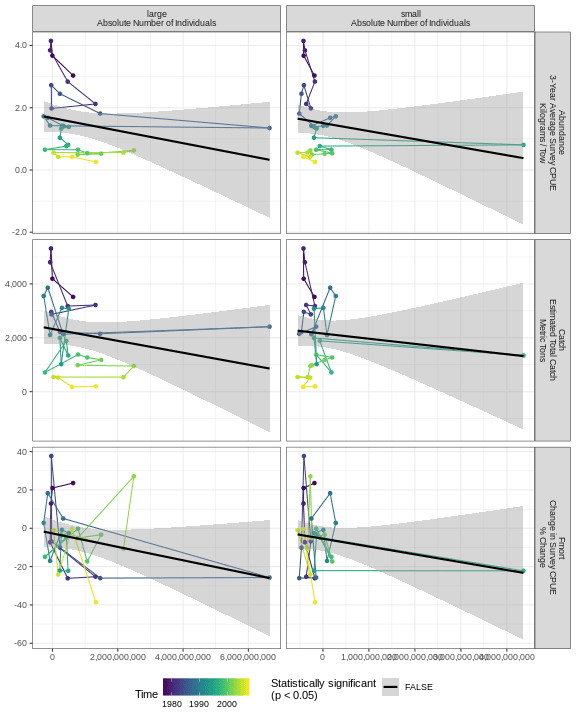 large
Absolute Number of Individuals
small
Absolute Number of Individuals
4.0
2.0
0.0
-2.0
Abundance
3-Year Average Survey CPUE
Kilograms / Tow
4,000
2,000
0
Catch
Estimated Total Catch
Metric Tons
40
20
0
-20
-40
-60
Fmort
Change in Survey CPUE
% Change
0 2,000,000,000 4,000,000,000 6,000,000,000
0 1,000,000,000 2,000,000,000 3,000,000,000 4,000,000,000
Time
1980 1990 2000
Statistically significant
(p < 0.05)
FALSE